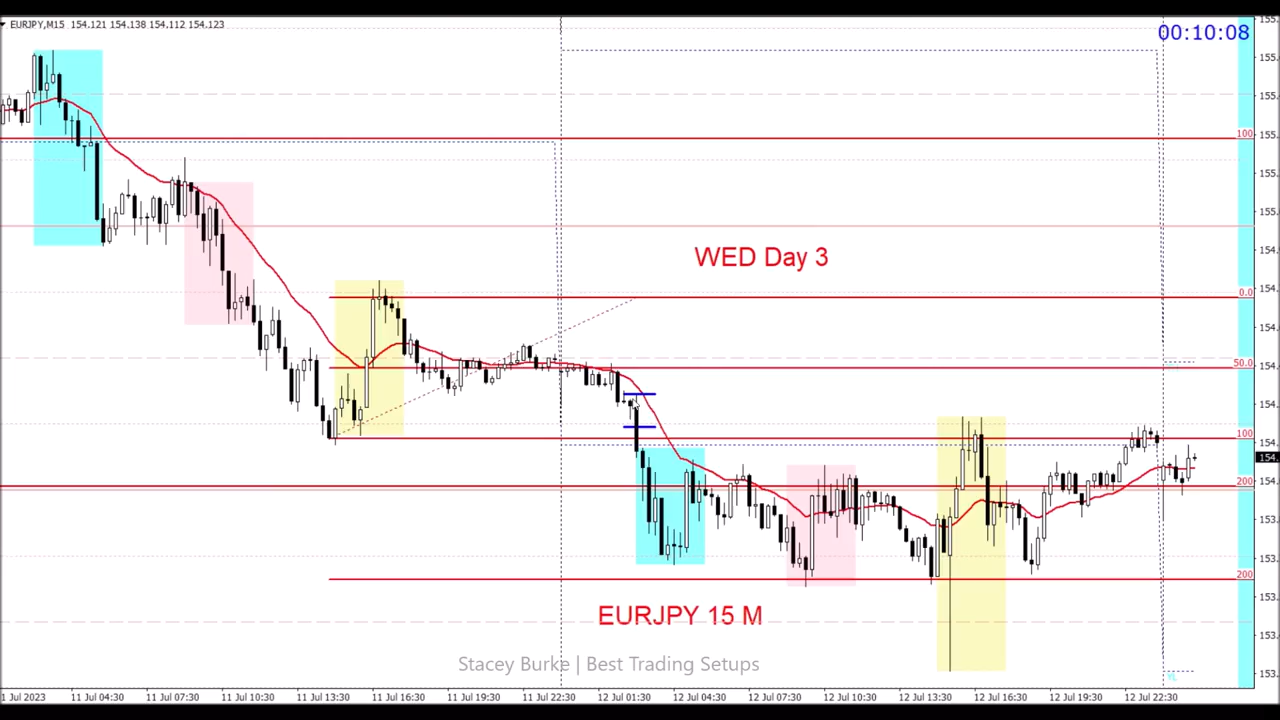 EURJPY,M15 154.121 154.138 154.112 154.123
00:10:08
100
WED Day 3
0.0
50.0
100
200
200
EURJPY 15 M
Stacey Burke | Best Trading Setups
YL
11 Jul 04:30 11 Jul 07:30 11 Jul 10:30 11 Jul 13:30 11 Jul 16:30 11 Jul 19:30 11 Jul 22:30 12 Jul 01:30 12 Jul 04:30 12 Jul 07:30 12 Jul 10:30 12 Jul 13:30 12 Jul 16:30 12 Jul 19:30 12 Jul 22:30